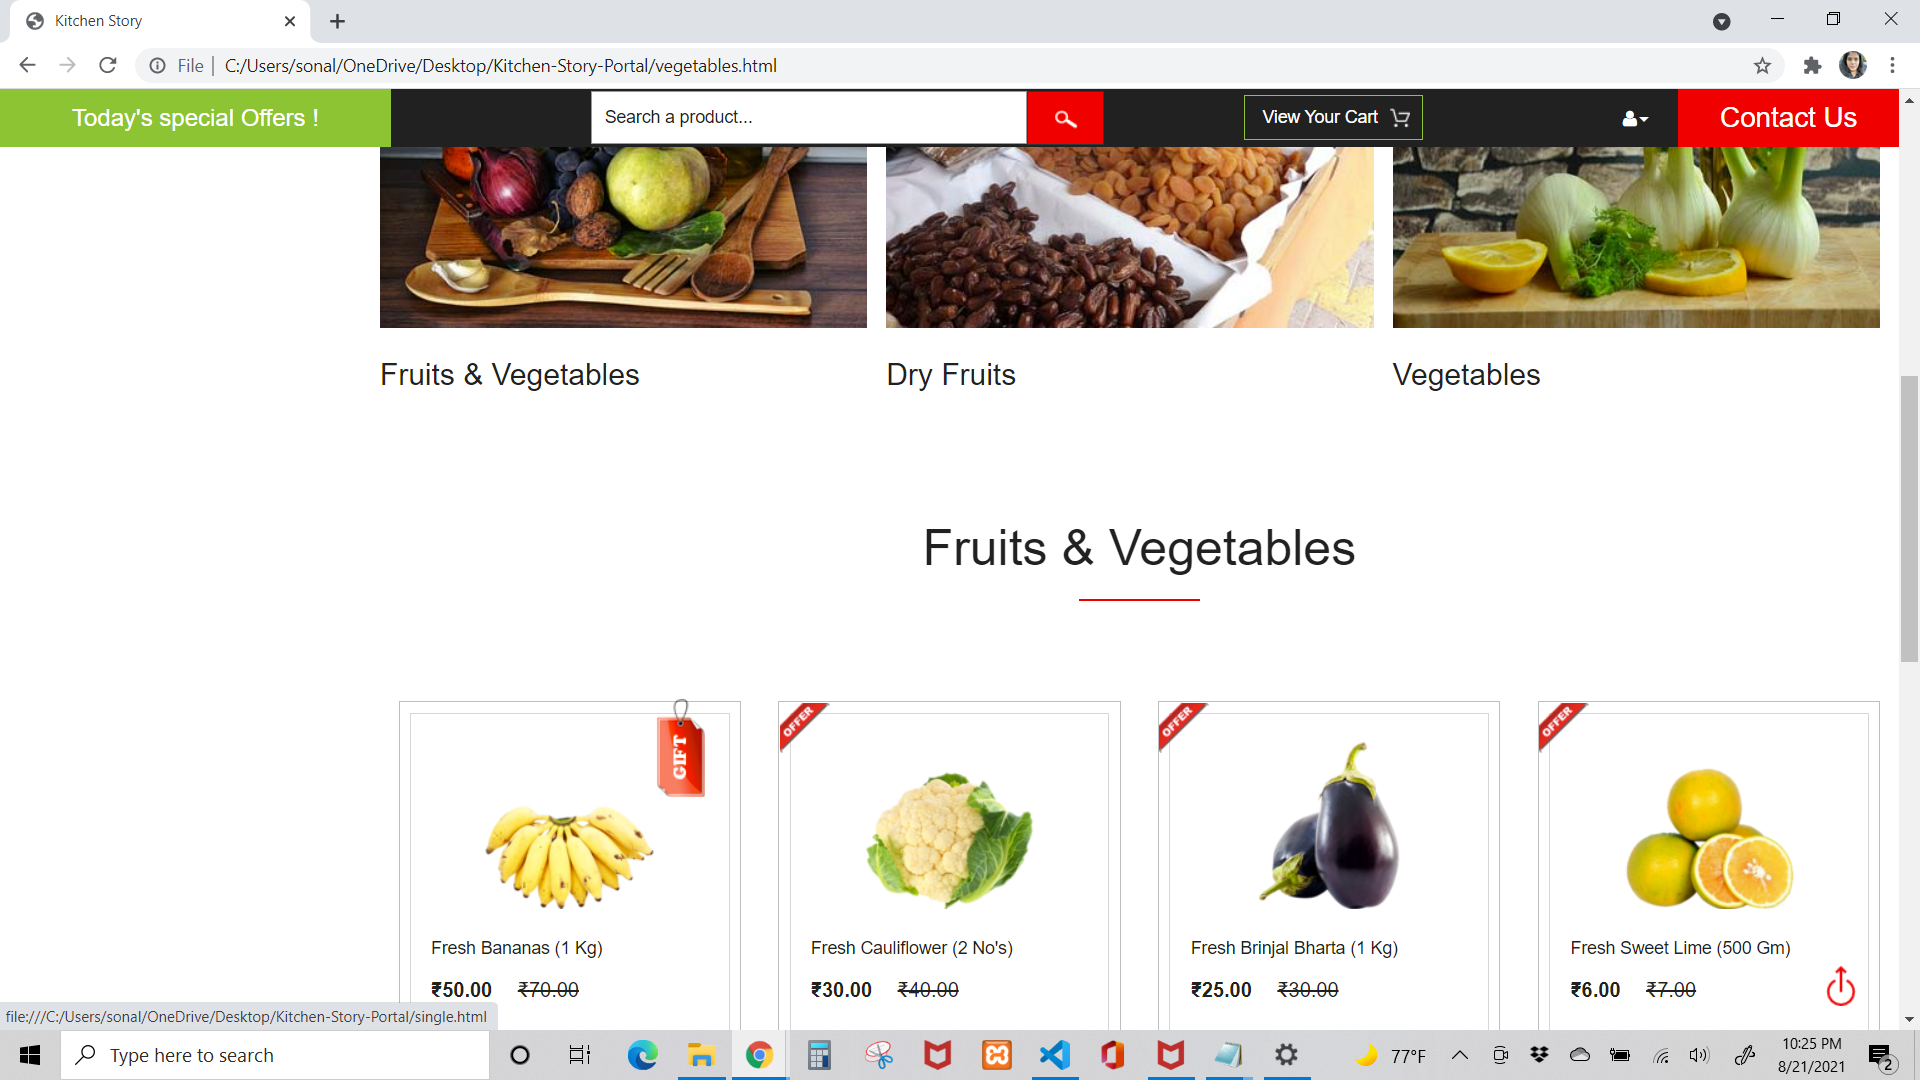 Kitchen Story
File
C:/Users/sonal/OneDrive/Desktop/Kitchen-Story-Portal/vegetables.html
Today's special Offers !
Search a product...
View Your Cart
Contact Us
Fruits & Vegetables
Dry Fruits
Vegetables
Fruits & Vegetables
GIFT
OFFER
OFFER
OFFER
Fresh Bananas (1 Kg)
Fresh Cauliflower (2 No's)
Fresh Brinjal Bharta (1 Kg)
Fresh Sweet Lime (500 Gm)
₹50.00 ₹70.00
₹30.00 ₹40.00
₹25.00 ₹30.00
₹6.00 ₹7.00
file:///C:/Users/sonal/OneDrive/Desktop/Kitchen-Story-Portal/single.html
Type here to search
77°F
10:25 PM
8/21/2021
2